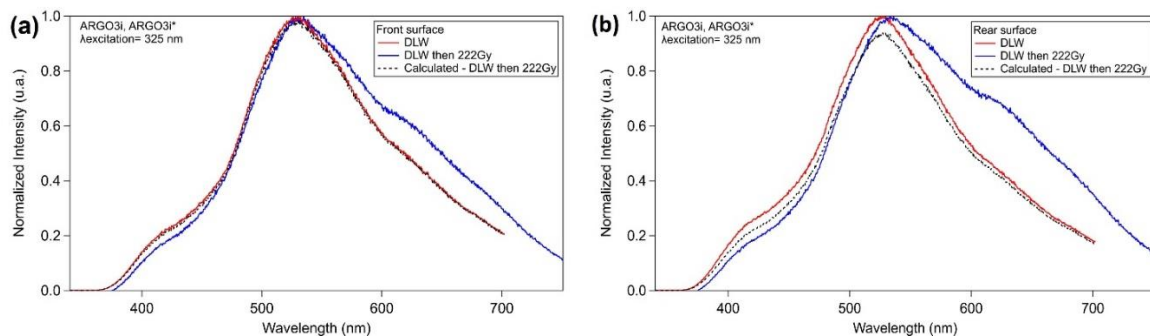 (a)
ARGO3i, ARGO3i*
λexcitation= 325 nm
Front surface
DLW
DLW then 222Gy
Calculated - DLW then 222Gy
Normalized Intensity (u.a.)
1.0
0.8
0.6
0.4
0.2
0.0
400
500
600
700
Wavelength (nm)
(b)
ARGO3i, ARGO3i*
λexcitation= 325 nm
Rear surface
DLW
DLW then 222Gy
Calculated - DLW then 222Gy
Normalized Intensity (u.a.)
1.0
0.8
0.6
0.4
0.2
0.0
400
500
600
700
Wavelength (nm)